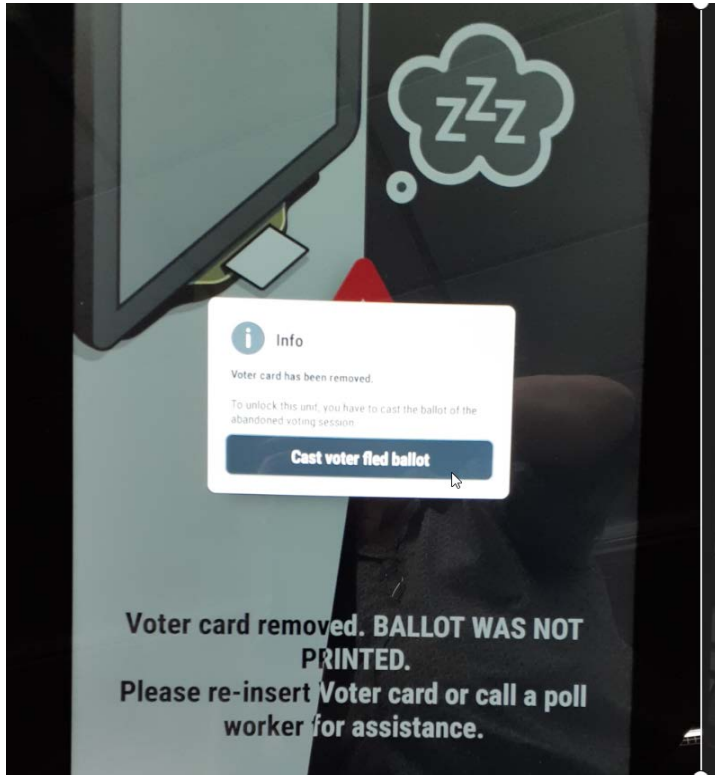 ZZZ
Info
Voter card has been removed.
To unlock this unit, you have to cast the ballot of the
abandoned voting session
Cast voter fled ballot
Voter card removed. BALLOT WAS NOT
PRINTED.
Please re-insert Voter card or call a poll
worker for assistance.